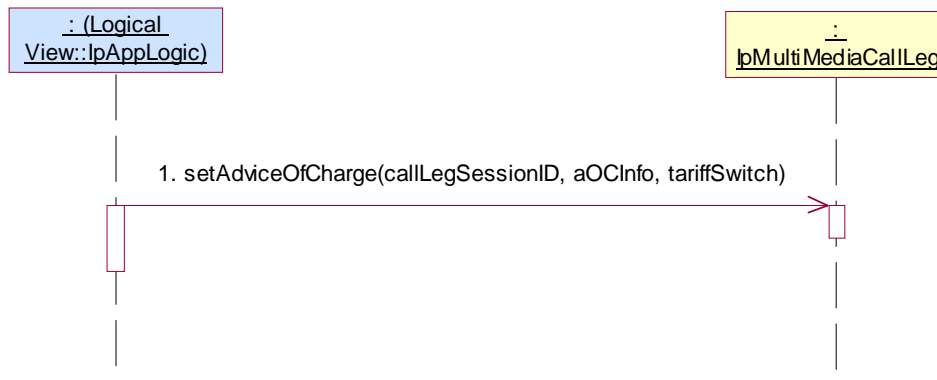 : (Logical
View::IpAppLogic)
:
IpMultiMediaCallLeg
1. setAdviceOfCharge(callLegSessionID, aOCInfo, tariffSwitch)